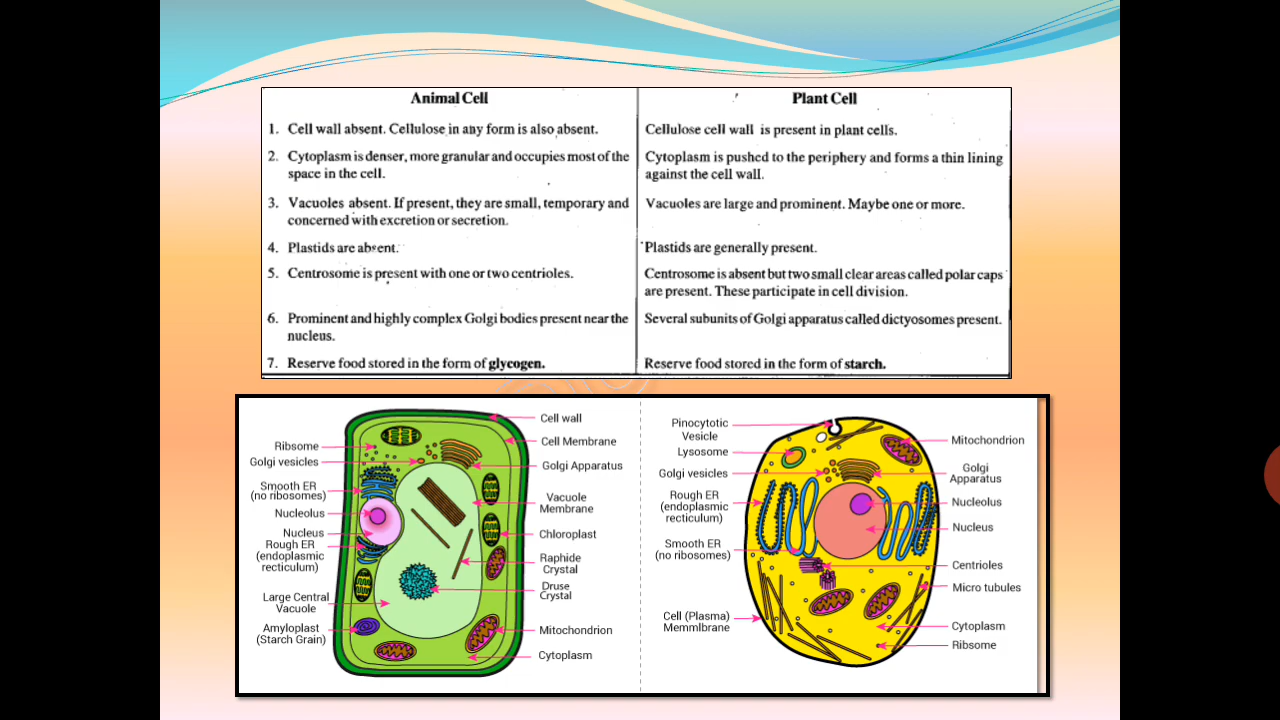 Animal Cell
Plant Cell
1. Cell wall absent. Cellulose in any form is also absent.
Cellulose cell wall is present in plant cells.
2. Cytoplasm is denser, more granular and occupies most of the
space in the cell.
Cytoplasm is pushed to the periphery and forms a thin lining
against the cell wall.
3. Vacuoles absent. If present, they are small, temporary and
concerned with excretion or secretion.
Vacuoles are large and prominent. Maybe one or more.
4. Plastids are absent.
Plastids are generally present.
5. Centrosome is present with one or two centrioles.
Centrosome is absent but two small clear areas called polar caps
are present. These participate in cell division.
6. Prominent and highly complex Golgi bodies present near the
nucleus.
Several subunits of Golgi apparatus called dictyosomes present.
7. Reserve food stored in the form of glycogen.
Reserve food stored in the form of starch.
Ribsome
Golgi vesicles
Smooth ER
(no ribosomes)
Nucleolus
Nucleus
Rough ER
(endoplasmic
recticulum)
Large Central
Vacuole
Amyloplast
(Starch Grain)
Cell wall
Cell Membrane
Golgi Apparatus
Vacuole
Membrane
Chloroplast
Raphide
Crystal
Druse
Crystal
Mitochondrion
Cytoplasm
Pinocytotic
Vesicle
Lysosome
Golgi vesicles
Rough ER
(endoplasmic
recticulum)
Smooth ER
(no ribosomes)
Cell (Plasma)
Memmlbrane
Mitochondrion
Golgi
Apparatus
Nucleolus
Nucleus
Centrioles
Micro tubules
Cytoplasm
Ribsome